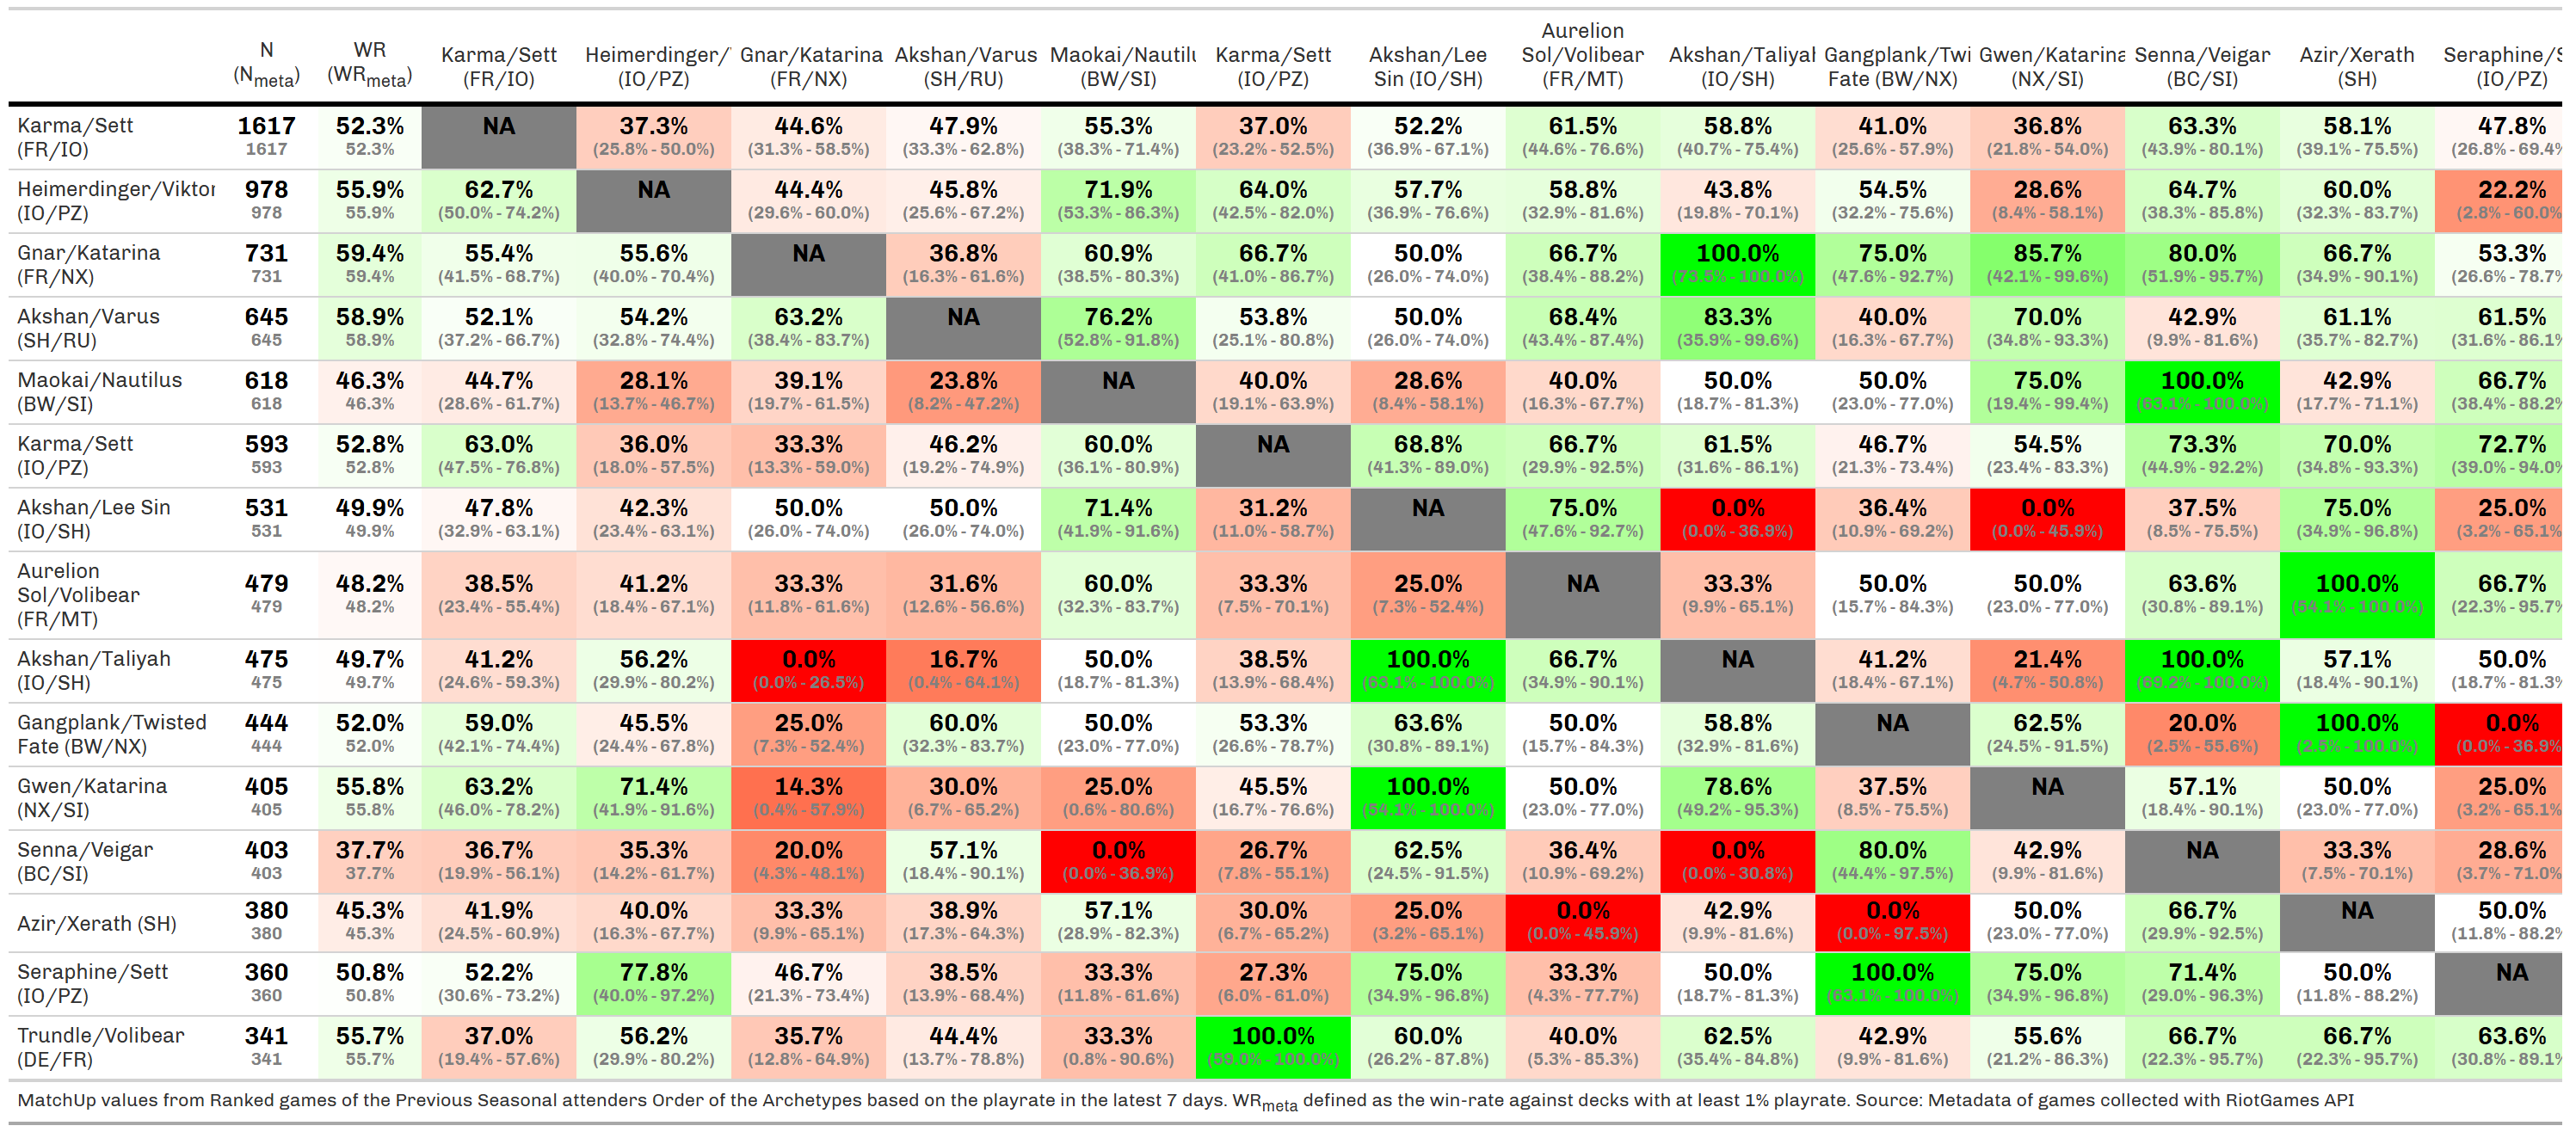 N (Nmeta) WR (WRmeta) Karma/Sett (FR/IO) Heimerdinger/ (IO/PZ) Gnar/Katarina (FR/NX) Akshan/Varus (SH/RU) Maokai/Nautilu (BW/SI) Karma/Sett (IO/PZ) Akshan/Lee Sin (IO/SH) Aurelion Sol/Volibear (FR/MT) Akshan/Taliyah (IO/SH) Gangplank/Twi Fate (BW/NX) Gwen/Katarina (NX/SI) Senna/Veigar (BC/SI) Azir/Xerath (SH) Seraphine/S (IO/PZ)
Karma/Sett 1617 52.3% NA 37.3% 44.6% 47.9% 55.3% 37.0% 52.2% 61.5% 58.8% 41.0% 36.8% 63.3% 58.1% 47.8%
(FR/IO) 1617 52.3% (25.8% - 50.0%) (31.3% - 58.5%) (33.3% - 62.8%) (38.3% - 71.4%) (23.2% - 52.5%) (36.9% - 67.1%) (44.6% - 76.6%) (40.7% - 75.4%) (25.6% - 57.9%) (21.8% - 54.0%) (43.9% - 80.1%) (39.1% - 75.5%) (26.8% - 69.4%
Heimerdinger/Viktor 978 55.9% 62.7% NA 44.4% 45.8% 71.9% 64.0% 57.7% 58.8% 43.8% 54.5% 28.6% 64.7% 60.0% 22.2%
(IO/PZ) 978 55.9% (50.0% - 74.2%) (29.6% - 60.0%) (25.6% - 67.2%) (53.3% - 86.3%) (42.5% - 82.0%) (36.9% - 76.6%) (32.9% - 81.6%) (19.8% - 70.1%) (32.2% - 75.6%) (8.4% - 58.1%) (38.3% - 85.8%) (32.3% - 83.7%) (2.8% - 60.0%
Gnar/Katarina 731 59.4% 55.4% 55.6% NA 36.8% 60.9% 66.7% 50.0% 66.7% 100.0% 75.0% 85.7% 80.0% 66.7% 53.3%
(FR/NX) 731 59.4% (41.5% - 68.7%) (40.0% - 70.4%) (16.3% - 61.6%) (38.5% - 80.3%) (41.0% - 86.7%) (26.0% - 74.0%) (38.4% - 88.2%) (73.5% - 100.0%) (47.6% - 92.7%) (42.1% - 99.6%) (51.9% - 95.7%) (34.9% - 90.1%) (26.6% - 78.7%
Akshan/Varus 645 58.9% 52.1% 54.2% 63.2% NA 76.2% 53.8% 50.0% 68.4% 83.3% 40.0% 70.0% 42.9% 61.1% 61.5%
(SH/RU) 645 58.9% (37.2% - 66.7%) (32.8% - 74.4%) (38.4% - 83.7%) (52.8% - 91.8%) (25.1% - 80.8%) (26.0% - 74.0%) (43.4% - 87.4%) (35.9% - 99.6%) (16.3% - 67.7%) (34.8% - 93.3%) (9.9% - 81.6%) (35.7% - 82.7%) (31.6% - 86.1%
Maokai/Nautilus 618 46.3% 44.7% 28.1% 39.1% 23.8% NA 40.0% 28.6% 40.0% 50.0% 50.0% 75.0% 100.0% 42.9% 66.7%
(BW/SI) 618 46.3% (28.6% - 61.7%) (13.7% - 46.7%) (19.7% - 61.5%) (8.2% - 47.2%) (19.1% - 63.9%) (8.4% - 58.1%) (16.3% - 67.7%) (18.7% - 81.3%) (23.0% - 77.0%) (19.4% - 99.4%) (63.1% - 100.0%) (17.7% - 71.1%) (38.4% - 88.2%
Karma/Sett 593 52.8% 63.0% 36.0% 33.3% 46.2% 60.0% NA 68.8% 66.7% 61.5% 46.7% 54.5% 73.3% 70.0% 72.7%
(IO/PZ) 593 52.8% (47.5% - 76.8%) (18.0% - 57.5%) (13.3% - 59.0%) (19.2% - 74.9%) (36.1% - 80.9%) (41.3% - 89.0%) (29.9% - 92.5%) (31.6% - 86.1%) (21.3% - 73.4%) (23.4% - 83.3%) (44.9% - 92.2%) (34.8% - 93.3%) (39.0% - 94.0%
Akshan/Lee Sin 531 49.9% 47.8% 42.3% 50.0% 50.0% 71.4% 31.2% NA 75.0% 0.0% 36.4% 0.0% 37.5% 75.0% 25.0%
(IO/SH) 531 49.9% (32.9% - 63.1%) (23.4% - 63.1%) (26.0% - 74.0%) (26.0% - 74.0%) (41.9% - 91.6%) (11.0% - 58.7%) (47.6% - 92.7%) (0.0% - 36.9%) (10.9% - 69.2%) (0.0% - 45.9%) (8.5% - 75.5%) (34.9% - 96.8%) (3.2% - 65.1%
Aurelion
Sol/Volibear 479 48.2% 38.5% 41.2% 33.3% 31.6% 60.0% 33.3% 25.0% NA 33.3% 50.0% 50.0% 63.6% 100.0% 66.7%
(FR/MT) 479 48.2% (23.4% - 55.4%) (18.4% - 67.1%) (11.8% - 61.6%) (12.6% - 56.6%) (32.3% - 83.7%) (7.5% - 70.1%) (7.3% - 52.4%) (9.9% - 65.1%) (15.7% - 84.3%) (23.0% - 77.0%) (30.8% - 89.1%) (54.1% - 100.0%) (22.3% - 95.7%
Akshan/Taliyah 475 49.7% 41.2% 56.2% 0.0% 16.7% 50.0% 38.5% 100.0% 66.7% NA 41.2% 21.4% 100.0% 57.1% 50.0%
(IO/SH) 475 49.7% (24.6% - 59.3%) (29.9% - 80.2%) (0.0% - 26.5%) (0.4% - 64.1%) (18.7% - 81.3%) (13.9% - 68.4%) (63.1% - 100.0%) (34.9% - 90.1%) (18.4% - 67.1%) (4.7% - 50.8%) (69.2% - 100.0%) (18.4% - 90.1%) (18.7% - 81.3%
Gangplank/Twisted 444 52.0% 59.0% 45.5% 25.0% 60.0% 50.0% 53.3% 63.6% 50.0% 58.8% NA 62.5% 20.0% 100.0% 0.0%
Fate (BW/NX) 444 52.0% (42.1% - 74.4%) (24.4% - 67.8%) (7.3% - 52.4%) (32.3% - 83.7%) (23.0% - 77.0%) (26.6% - 78.7%) (30.8% - 89.1%) (15.7% - 84.3%) (32.9% - 81.6%) (24.5% - 91.5%) (2.5% - 55.6%) (2.5% - 100.0%) (0.0% - 36.9%
Gwen/Katarina 405 55.8% 63.2% 71.4% 14.3% 30.0% 25.0% 45.5% 100.0% 50.0% 78.6% 37.5% NA 57.1% 50.0% 25.0%
(NX/SI) 405 55.8% (46.0% - 78.2%) (41.9% - 91.6%) (0.4% - 57.9%) (6.7% - 65.2%) (0.6% - 80.6%) (16.7% - 76.6%) (54.1% - 100.0%) (23.0% - 77.0%) (49.2% - 95.3%) (8.5% - 75.5%) (18.4% - 90.1%) (23.0% - 77.0%) (3.2% - 65.1%
Senna/Veigar 403 37.7% 36.7% 35.3% 20.0% 57.1% 0.0% 26.7% 62.5% 36.4% 0.0% 80.0% 42.9% NA 33.3% 28.6%
(BC/SI) 403 37.7% (19.9% - 56.1%) (14.2% - 61.7%) (4.3% - 48.1%) (18.4% - 90.1%) (0.0% - 36.9%) (7.8% - 55.1%) (24.5% - 91.5%) (10.9% - 69.2%) (0.0% - 30.8%) (44.4% - 97.5%) (9.9% - 81.6%) (7.5% - 70.1%) (3.7% - 71.0%
Azir/Xerath (SH) 380 45.3% 41.9% 40.0% 33.3% 38.9% 57.1% 30.0% 25.0% 0.0% 42.9% 0.0% 50.0% 66.7% NA 50.0%
380 45.3% (24.5% - 60.9%) (16.3% - 67.7%) (9.9% - 65.1%) (17.3% - 64.3%) (28.9% - 82.3%) (6.7% - 65.2%) (3.2% - 65.1%) (0.0% - 45.9%) (9.9% - 81.6%) (0.0% - 97.5%) (23.0% - 77.0%) (29.9% - 92.5%) (11.8% - 88.2%
Seraphine/Sett 360 50.8% 52.2% 77.8% 46.7% 38.5% 33.3% 27.3% 75.0% 33.3% 50.0% 100.0% 75.0% 71.4% 50.0% NA
(IO/PZ) 360 50.8% (30.6% - 73.2%) (40.0% - 97.2%) (21.3% - 73.4%) (13.9% - 68.4%) (11.8% - 61.6%) (6.0% - 61.0%) (34.9% - 96.8%) (4.3% - 77.7%) (18.7% - 81.3%) (63.1% - 100.0%) (34.9% - 96.8%) (29.0% - 96.3%) (11.8% - 88.2%)
Trundle/Volibear 341 55.7% 37.0% 56.2% 35.7% 44.4% 33.3% 100.0% 60.0% 40.0% 62.5% 42.9% 55.6% 66.7% 66.7% 63.6%
(DE/FR) 341 55.7% (19.4% - 57.6%) (29.9% - 80.2%) (12.8% - 64.9%) (13.7% - 78.8%) (0.8% - 90.6%) (59.0% - 100.0%) (26.2% - 87.8%) (5.3% - 85.3%) (35.4% - 84.8%) (9.9% - 81.6%) (21.2% - 86.3%) (22.3% - 95.7%) (22.3% - 95.7%) (30.8% - 89.1%
MatchUp values from Ranked games of the Previous Seasonal attenders Order of the Archetypes based on the playrate in the latest 7 days. WRmeta defined as the win-rate against decks with at least 1% playrate. Source: Metadata of games collected with RiotGames API